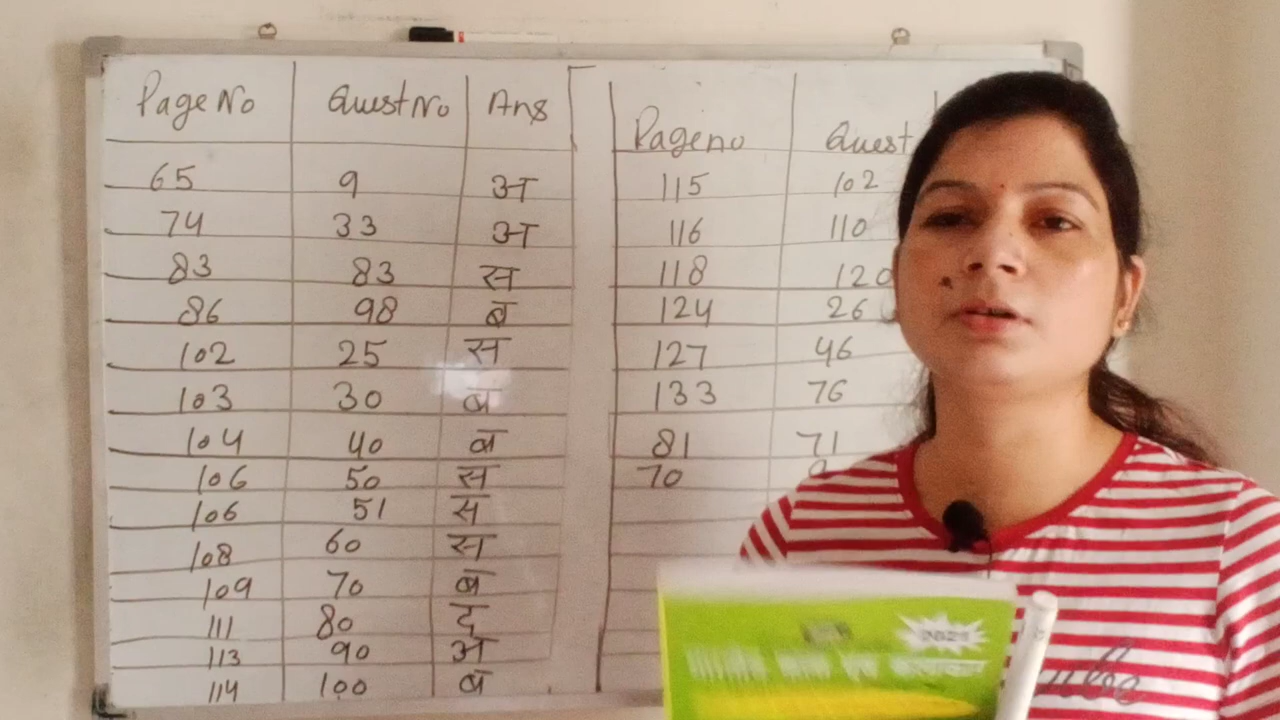 Page No Quest No Ans
65 9 अ
74 33 अ
83 83 स
86 98 ब
102 25 स
103 30 ब
104 40 ब
106 50 स
106 51 स
108 60 स
109 70 ब
111 80 द
113 90 अ
114 100 ब
Page no Quest
115 102
116 110
118 120
124 26
127 46
133 76
81 71
70
2021